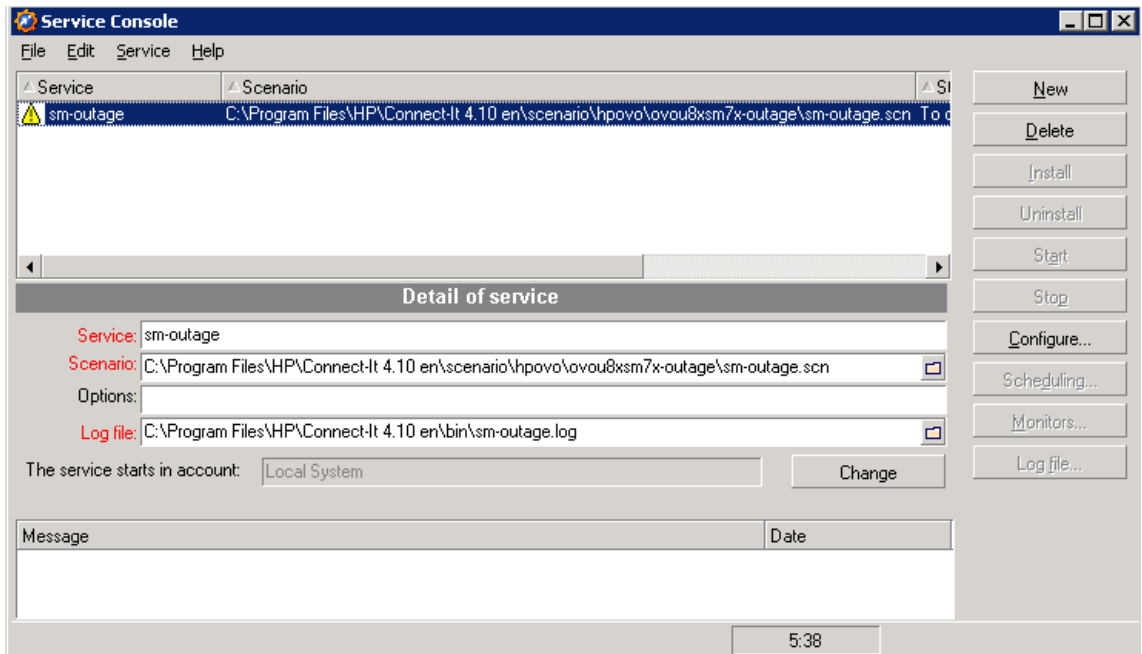 Service Console
File Edit Service Help
Service Scenario St
sm-outage C:\Program Files\HP\Connect-It 4.10 en\scenario\hpovo\ovou8xsm7x-outage\sm-outage.scn To c
New
Delete
Install
Uninstall
Start
Stop
Configure...
Scheduling...
Monitors...
Log file...
Detail of service
Service: sm-outage
Scenario: C:\Program Files\HP\Connect-It 4.10 en\scenario\hpovo\ovou8xsm7x-outage\sm-outage.scn
Options:
Log file: C:\Program Files\HP\Connect-It 4.10 en\bin\sm-outage.log
The service starts in account: Local System Change
Message Date
5:38